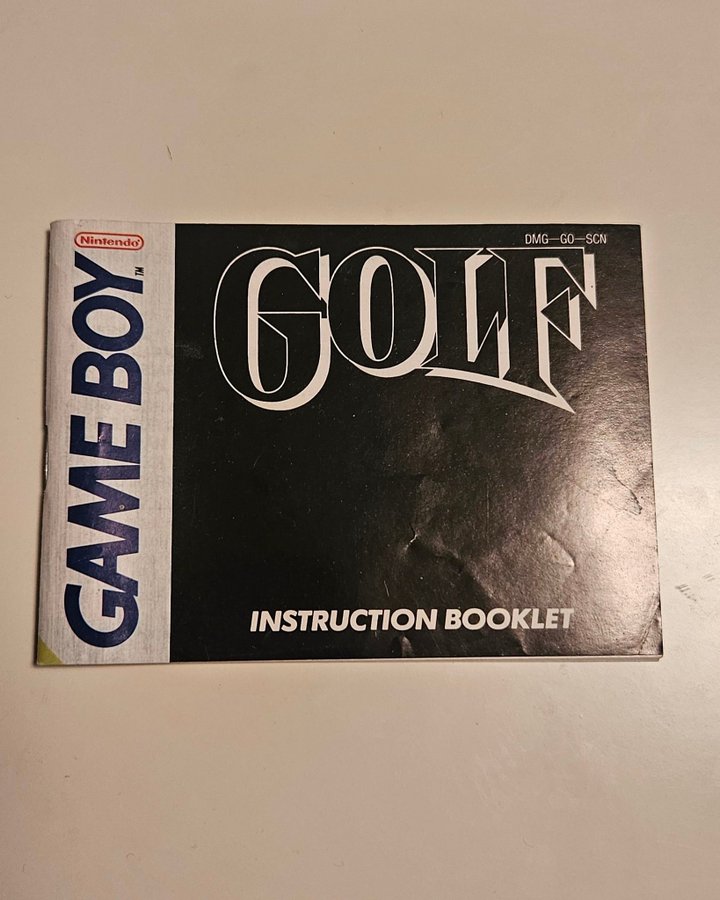 Nintendo
GAME BOY™
DMG-GO-SCN
GOLF
INSTRUCTION BOOKLET